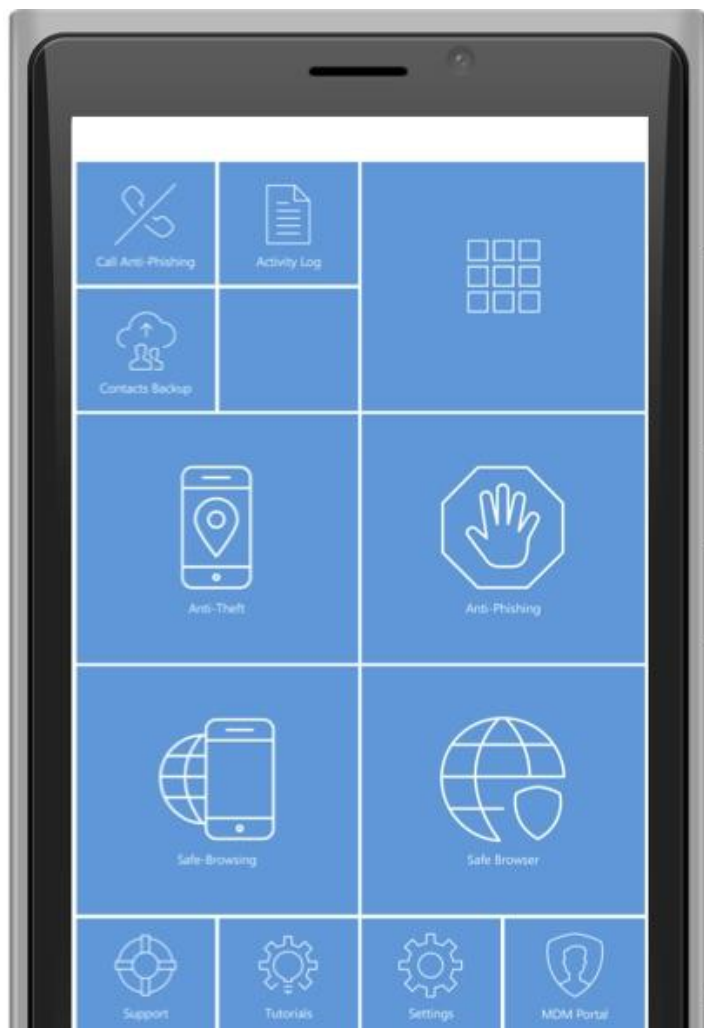 Call Anti-Phishing
Activity Log
Contacts Backup
Anti-Theft
Anti-Phishing
Safe-Browsing
Safe Browser
Support
Tutorials
Settings
MDM Portal